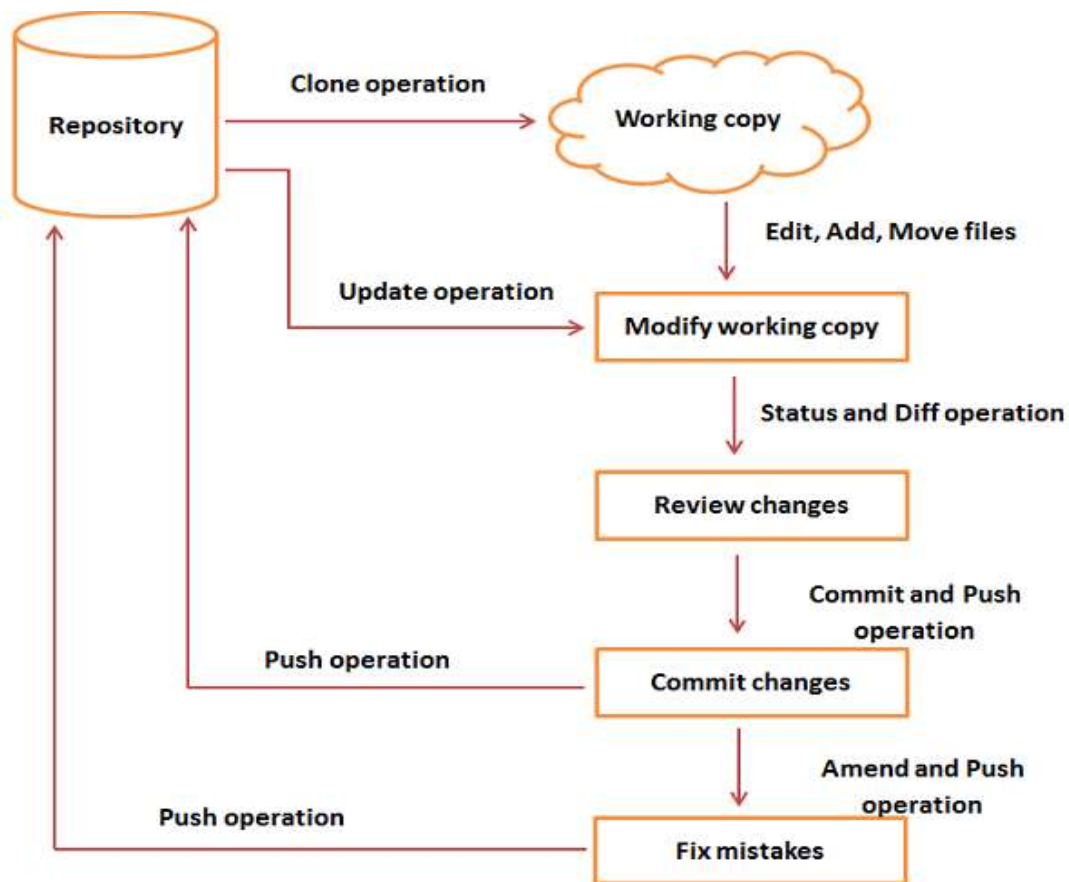 Clone operation
Repository
Working copy
Edit, Add, Move files
Update operation
Modify working copy
Status and Diff operation
Review changes
Commit and Push
operation
Push operation
Commit changes
Amend and Push
operation
Push operation
Fix mistakes